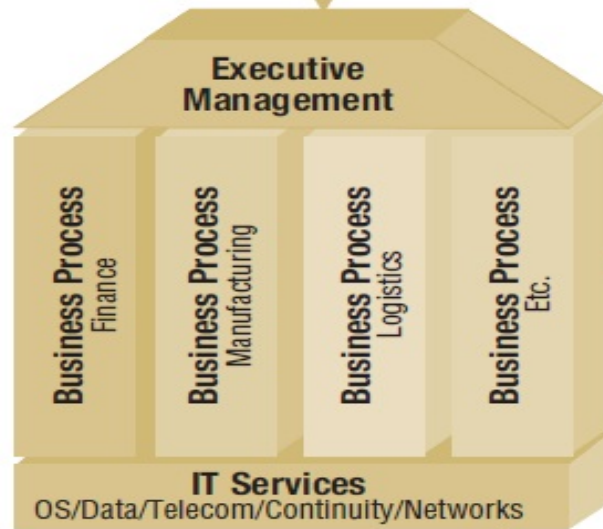 Executive
Management
Business Process
Finance
Business Process
Manufacturing
Business Process
Logistics
Business Process
Etc.
IT Services
OS/Data/Telecom/Continuity/Networks